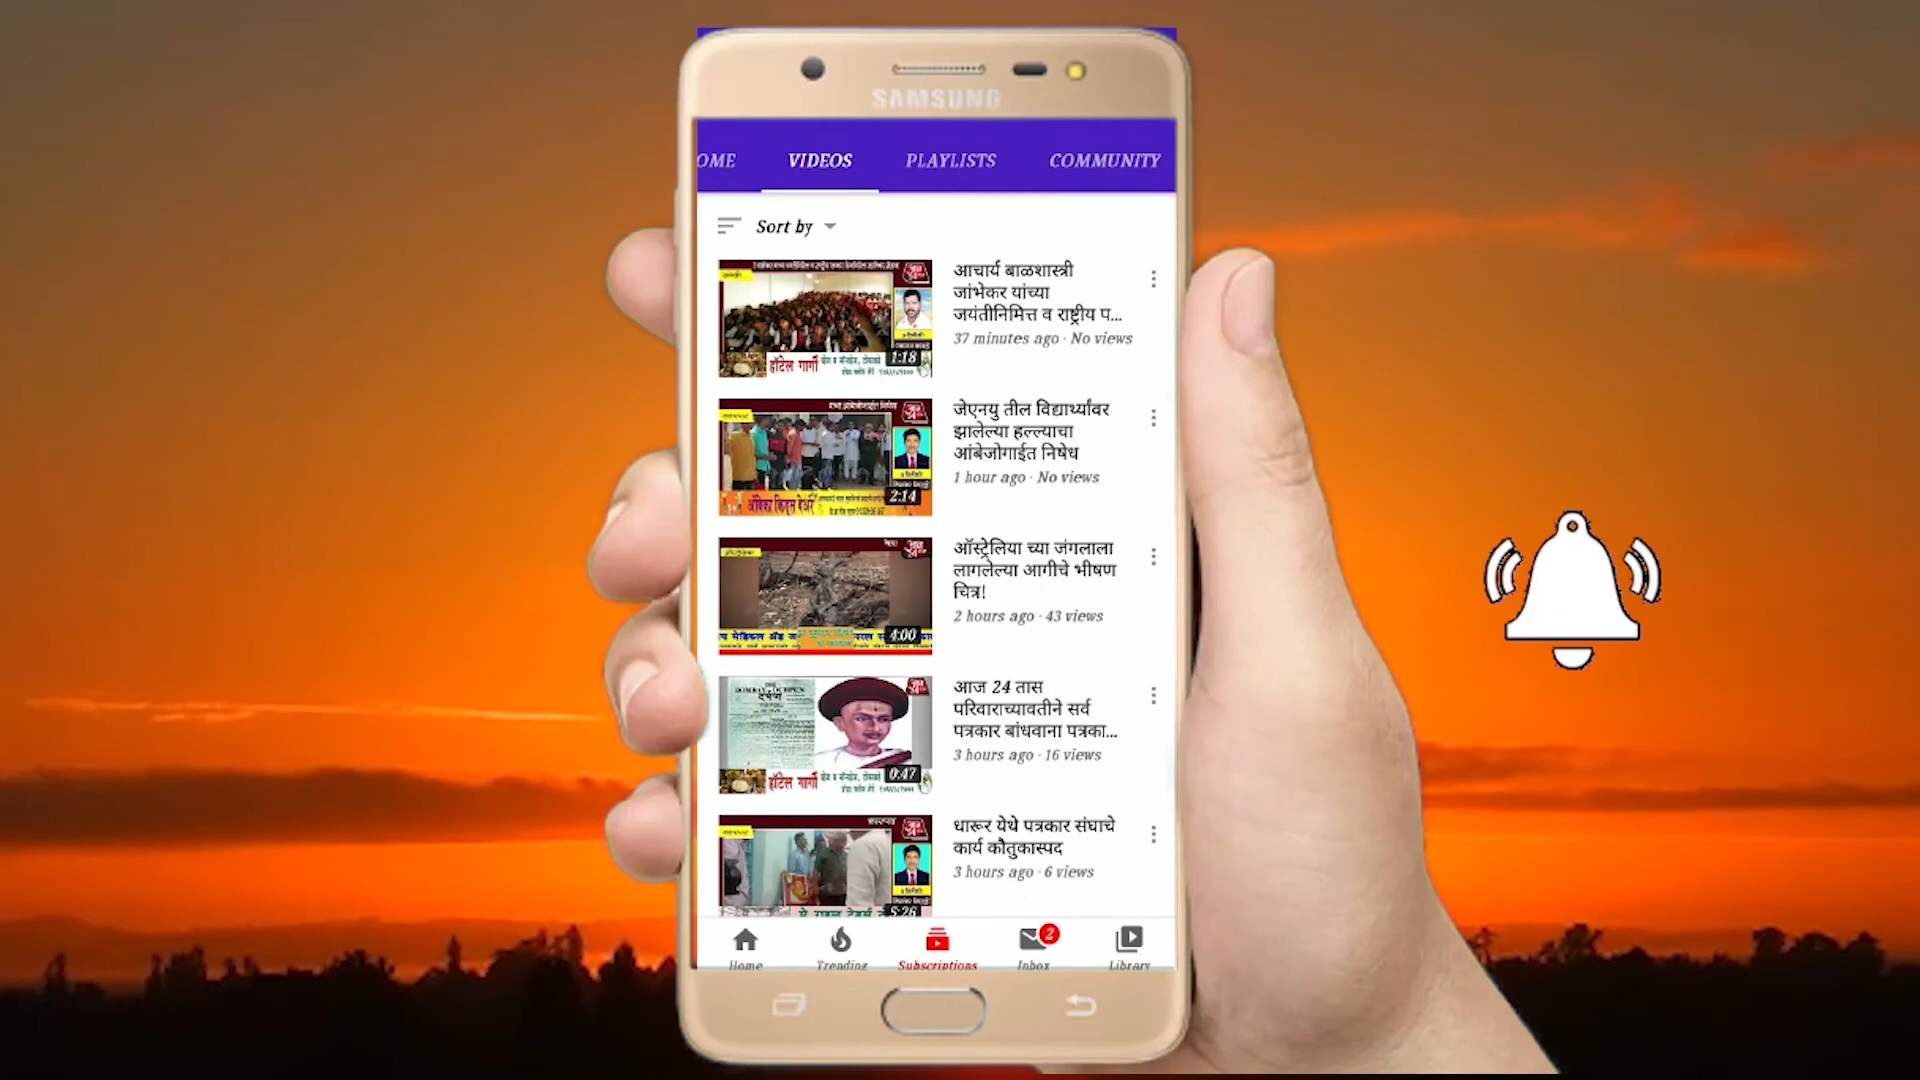 SAMSUNG
OME VIDEOS PLAYLISTS COMMUNITY
Sort by
आचार्य बाळशास्त्री
जांभेकर यांच्या
जयंतीनिमित्त व राष्ट्रीय प...
37 minutes ago · No views
हॉटेल गार्गी
1:18
जेएनयु तील विद्यार्थ्यांवर
झालेल्या हल्ल्याचा
आंबेजोगाईत निषेध
1 hour ago · No views
2:14
ऑस्ट्रेलिया च्या जंगलाला
लागलेल्या आगीचे भीषण
चित्र!
2 hours ago · 43 views
4:00
आज 24 तास
परिवाराच्यावतीने सर्व
पत्रकार बांधवाना पत्रका...
3 hours ago · 16 views
हॉटेल गार्गी
0:47
धारूर येथे पत्रकार संघाचे
कार्य कौतुकास्पद
3 hours ago · 6 views
5:26
2
Home Trending Subscriptions Inbox Library